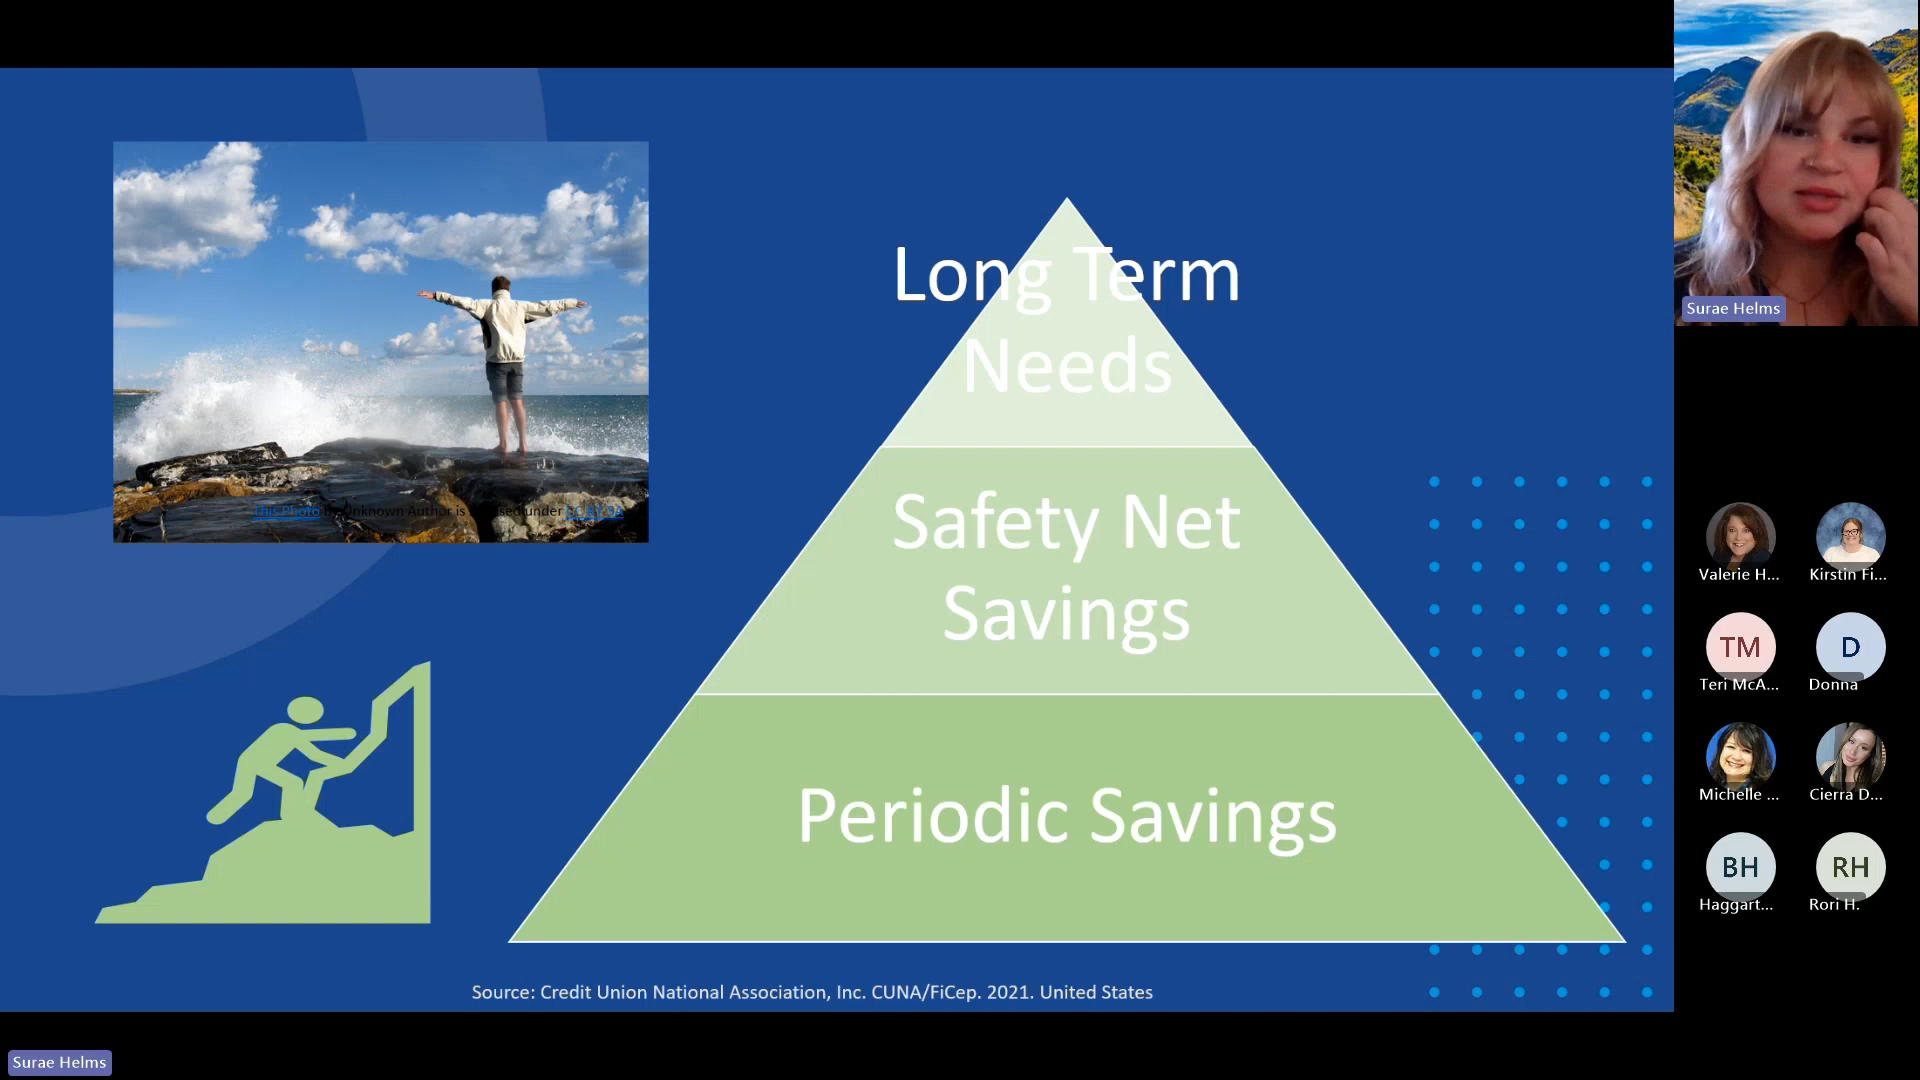 Long Term
Needs
Safety Net
Savings
Periodic Savings
This Photo by Unknown Author is licensed under CC BY-SA
Source: Credit Union National Association, Inc. CUNA/FiCep. 2021. United States
Surae Helms
Surae Helms
Valerie H...
Kirstin Fi...
TM
Teri McA...
D
Donna
Michelle ...
Cierra D...
BH
Haggart...
RH
Rori H.